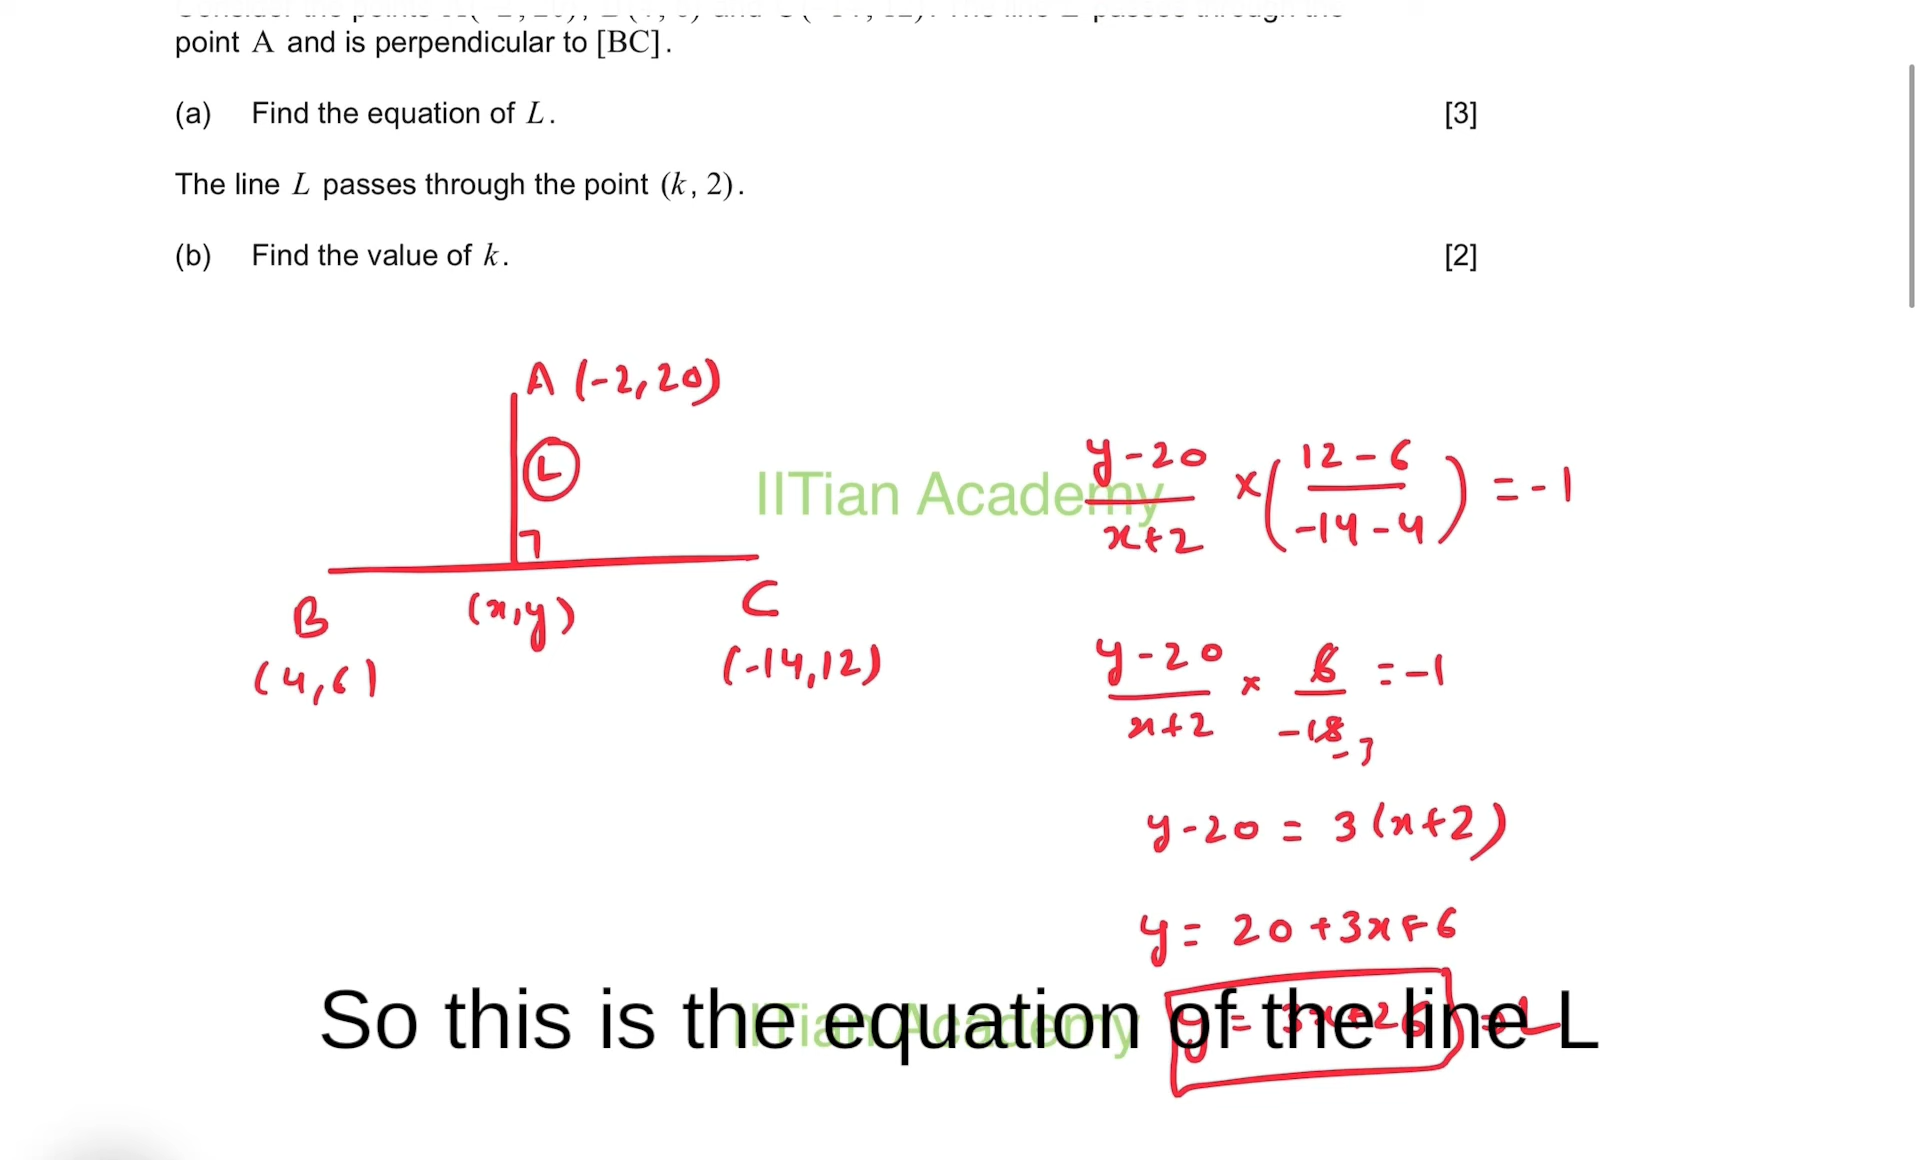 point A and is perpendicular to [BC].
(a) Find the equation of L. [3]
The line L passes through the point (k, 2).
(b) Find the value of k. [2]
A (-2,20)
L
B
(x,y)
C
(4,6)
(-14,12)
IITian Academy
y-20/x+2 × (12-6/-14-4) = -1
y-20/x+2 × 6/-18 = -1
-3
y-20 = 3(x+2)
y = 20+3x+6
y = 3x+26
IITian Academy
So this is the equation of the line L